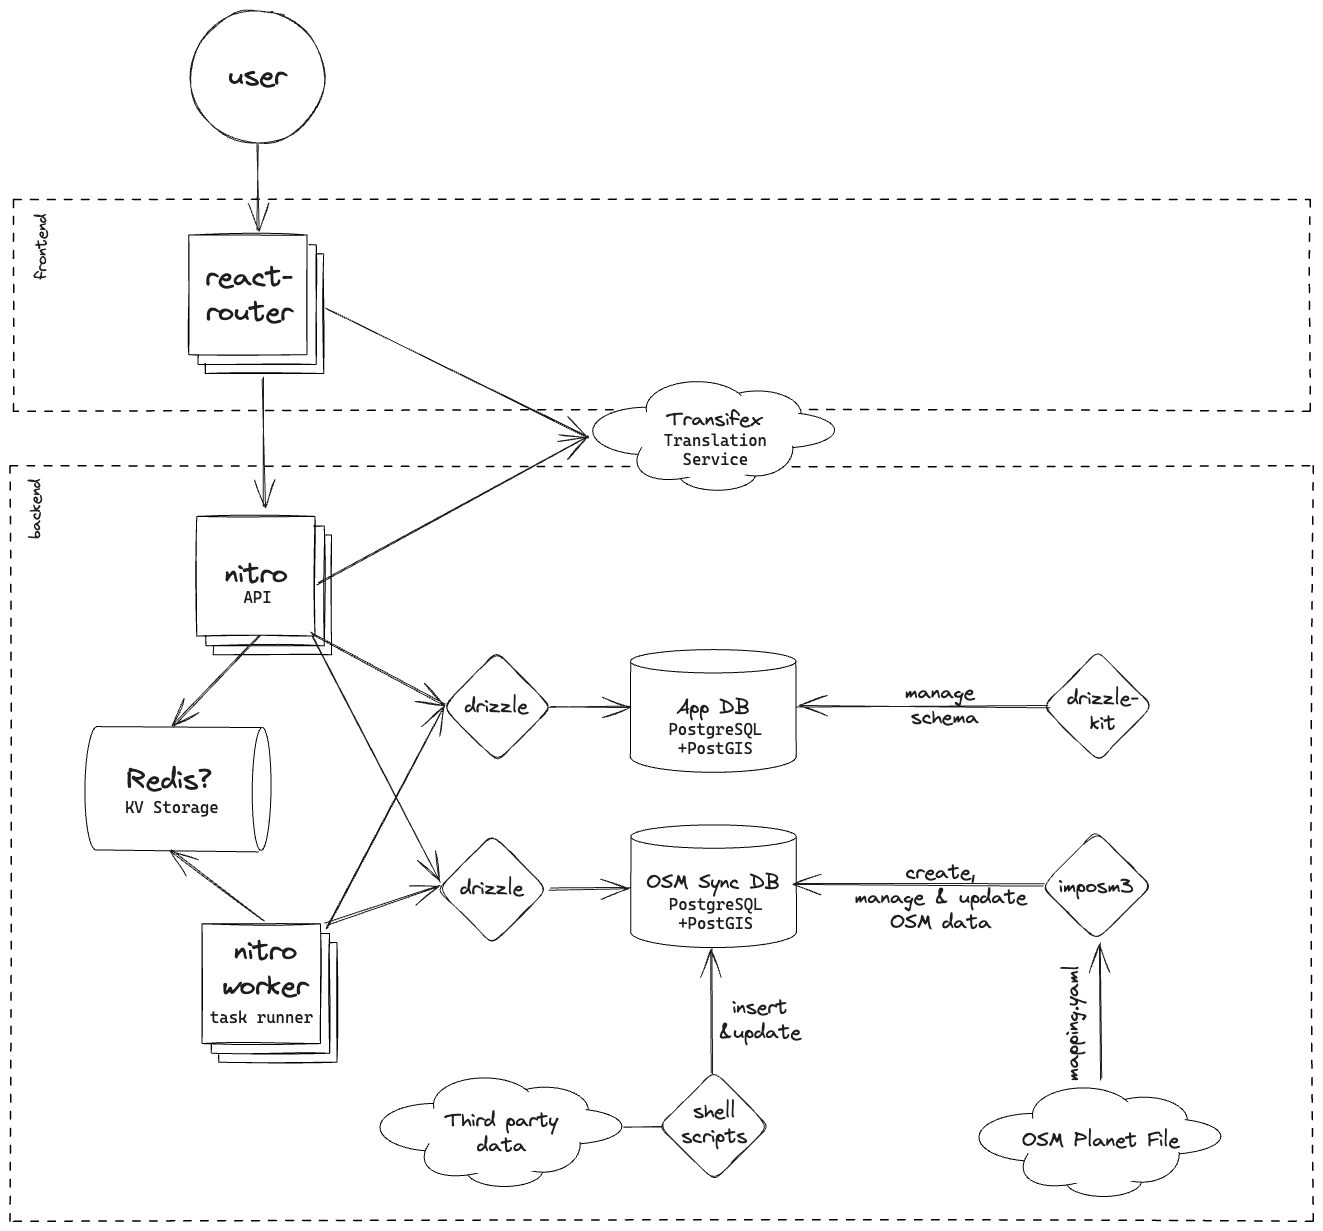 user
frontend
react-
router
Transifex
Translation
Service
backend
nitro
API
drizzle
App DB
PostgreSQL
+PostGIS
manage
schema
drizzle-
kit
Redis?
KV Storage
drizzle
OSM Sync DB
PostgreSQL
+PostGIS
create,
manage & update
OSM data
imposm3
nitro
worker
task runner
insert
&update
mapping.yaml
Third party
data
shell
scripts
OSM Planet File